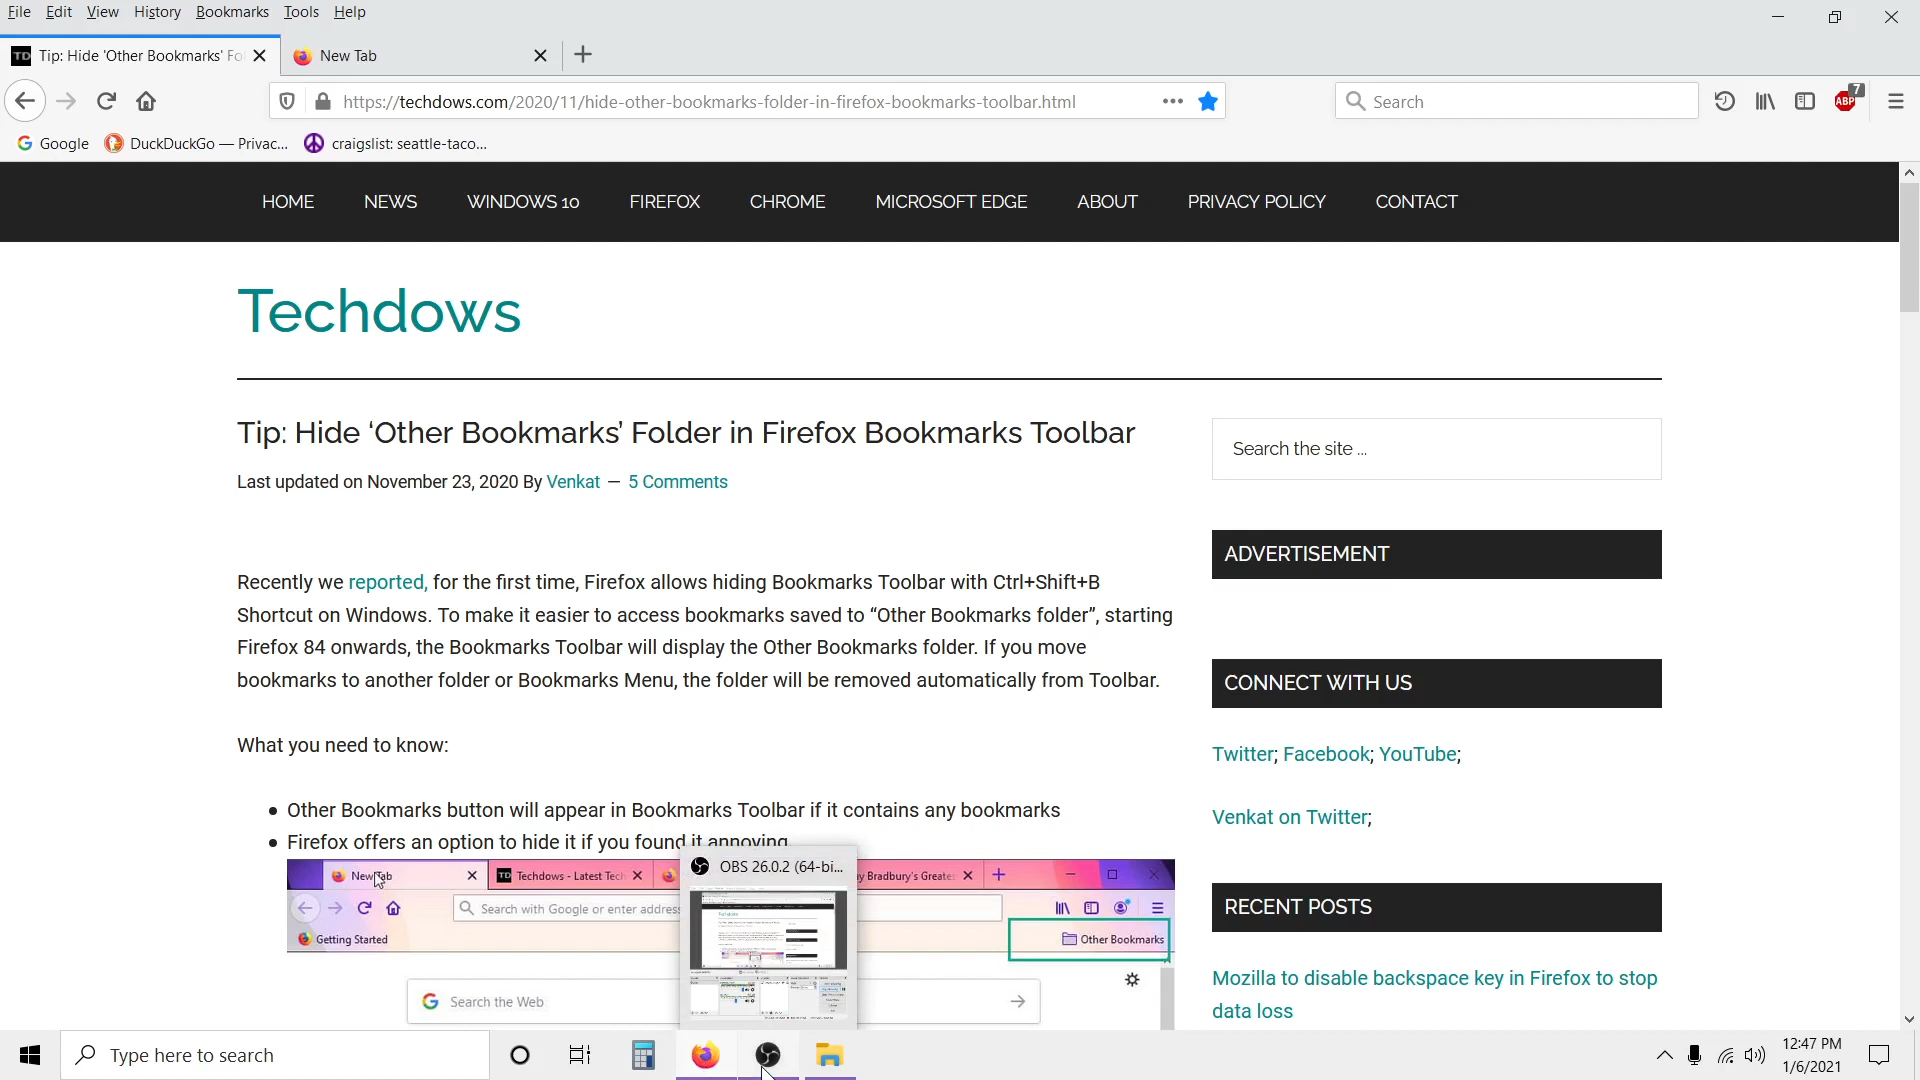 File Edit View History Bookmarks Tools Help
TD Tip: Hide 'Other Bookmarks' Fo
New Tab
https://techdows.com/2020/11/hide-other-bookmarks-folder-in-firefox-bookmarks-toolbar.html
Search
ABP 7
Google DuckDuckGo — Privac... craigslist: seattle-taco...
HOME NEWS WINDOWS 10 FIREFOX CHROME MICROSOFT EDGE ABOUT PRIVACY POLICY CONTACT
Techdows
Tip: Hide ‘Other Bookmarks’ Folder in Firefox Bookmarks Toolbar
Last updated on November 23, 2020 By Venkat — 5 Comments
Recently we reported, for the first time, Firefox allows hiding Bookmarks Toolbar with Ctrl+Shift+B
Shortcut on Windows. To make it easier to access bookmarks saved to “Other Bookmarks folder”, starting
Firefox 84 onwards, the Bookmarks Toolbar will display the Other Bookmarks folder. If you move
bookmarks to another folder or Bookmarks Menu, the folder will be removed automatically from Toolbar.
What you need to know:
Other Bookmarks button will appear in Bookmarks Toolbar if it contains any bookmarks
Firefox offers an option to hide it if you found it annoying
New Tab
TD Techdows - Latest Tech
y Bradbury's Greates
Search with Google or enter address
Getting Started
Other Bookmarks
Search the Web
OBS 26.0.2 (64-bi...
Search the site ...
ADVERTISEMENT
CONNECT WITH US
Twitter; Facebook; YouTube;
Venkat on Twitter;
RECENT POSTS
Mozilla to disable backspace key in Firefox to stop
data loss
Type here to search
12:47 PM
1/6/2021